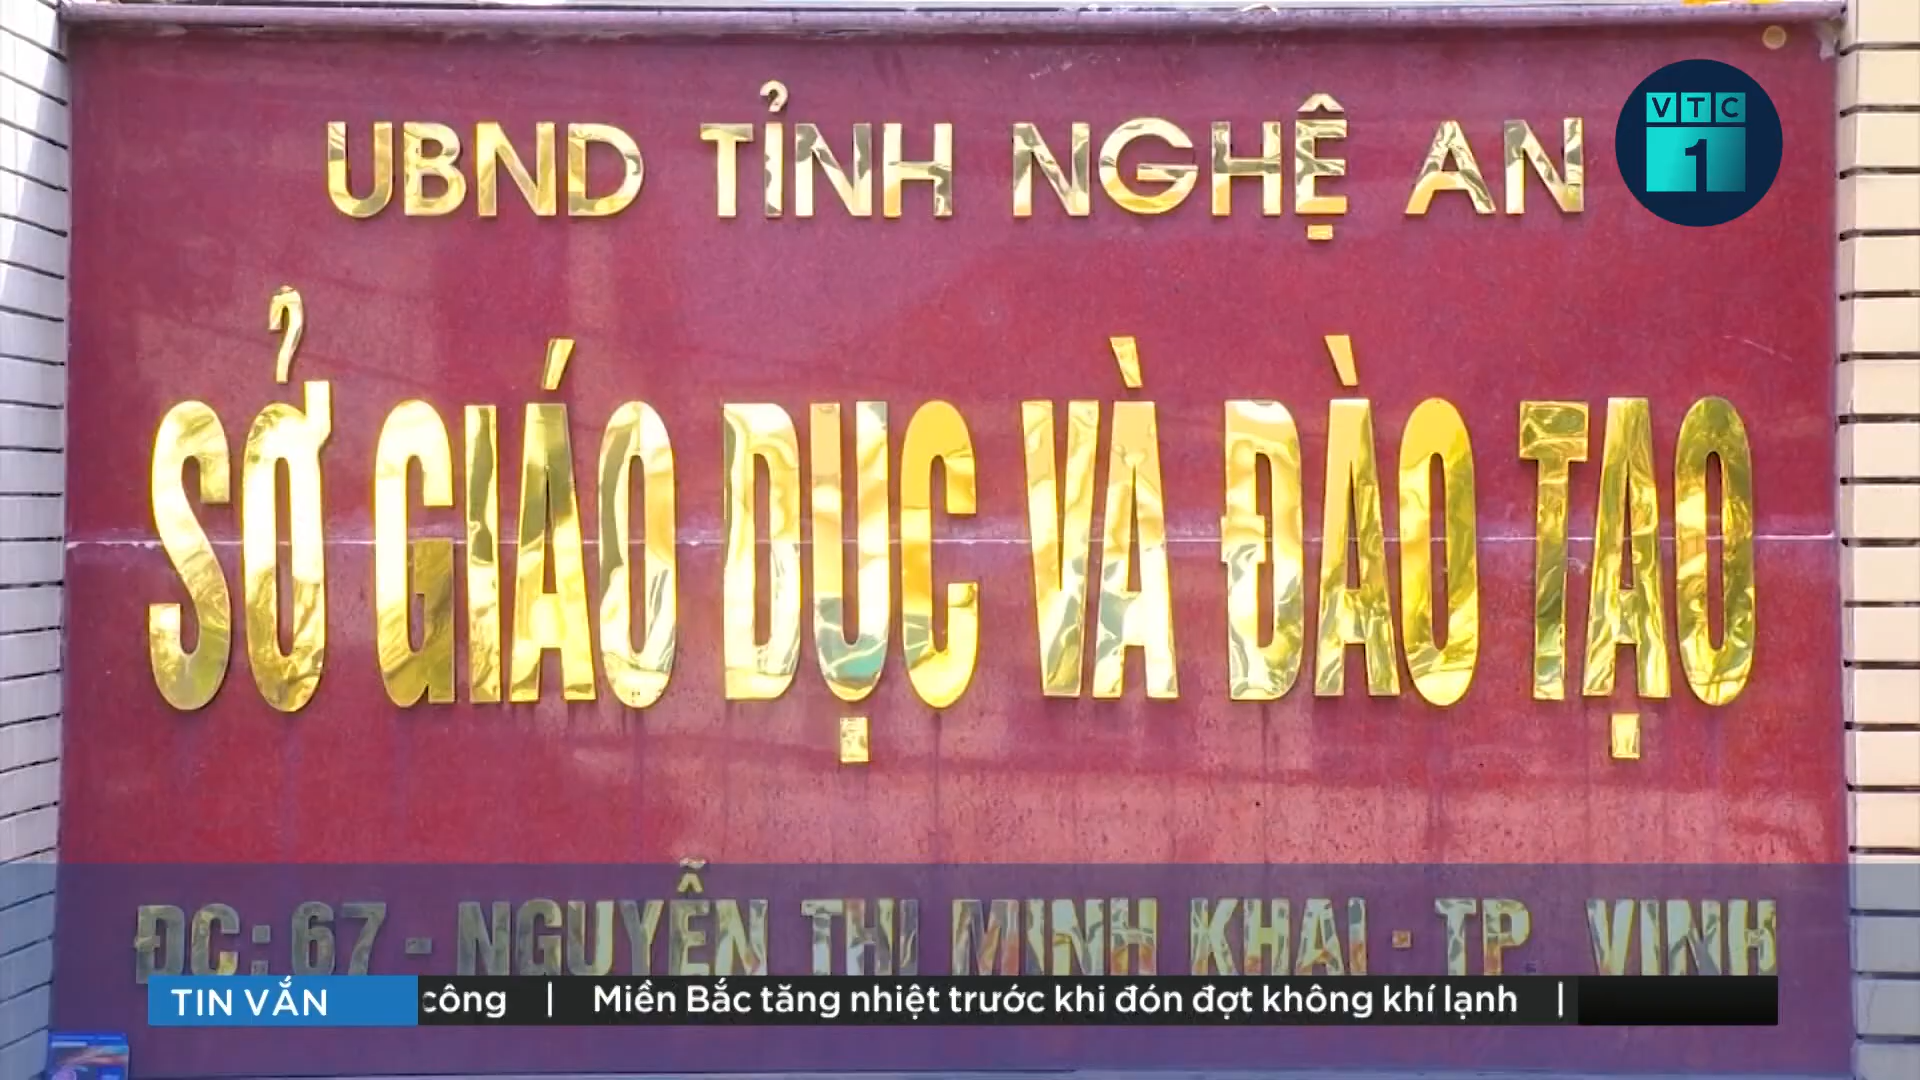 UBND TỈNH NGHỆ AN
VTC
1
SỞ GIÁO DỤC VÀ ĐÀO TẠO
ĐC: 67 - NGUYỄN THỊ MINH KHAI - TP VINH
TIN VẮN
công | Miền Bắc tăng nhiệt trước khi đón đợt không khí lạnh |